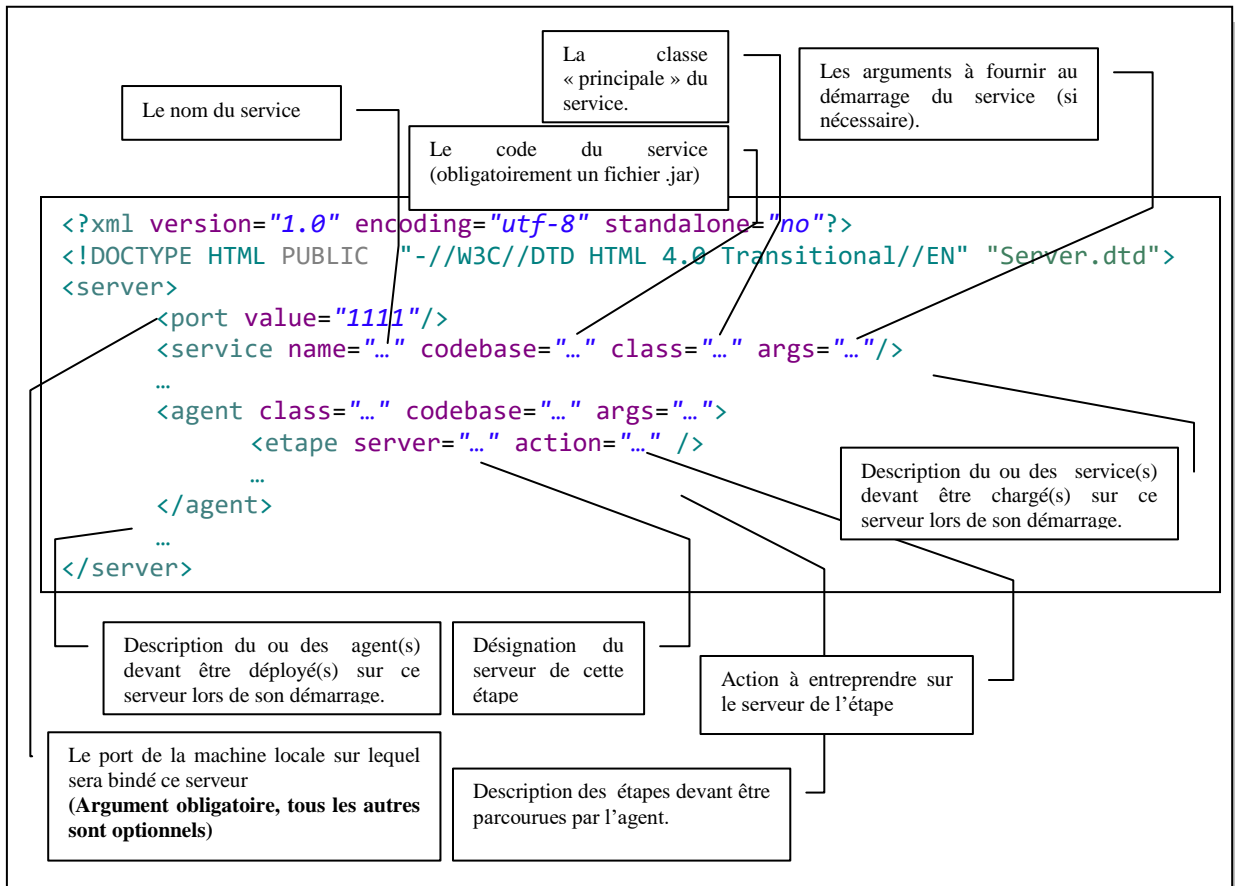 La classe
« principale » du
service.
Les arguments à fournir au
démarrage du service (si
nécessaire).
Le nom du service
Le code du service
(obligatoirement un fichier .jar)
<?xml version="1.0" encoding="utf-8" standalone="no"?>
<!DOCTYPE HTML PUBLIC "-//W3C//DTD HTML 4.0 Transitional//EN" "Server.dtd">
<server>
<port value="1111"/>
<service name="…" codebase="…" class="…" args="…"/>
…
<agent class="…" codebase="…" args="…">
<etape server="…" action="…" />
…
</agent>
…
</server>
Description du ou des service(s)
devant être chargé(s) sur ce
serveur lors de son démarrage.
Description du ou des agent(s)
devant être déployé(s) sur ce
serveur lors de son démarrage.
Désignation du
serveur de cette
étape
Action à entreprendre sur
le serveur de l’étape
Le port de la machine locale sur lequel
sera bindé ce serveur
(Argument obligatoire, tous les autres
sont optionnels)
Description des étapes devant être
parcourues par l’agent.